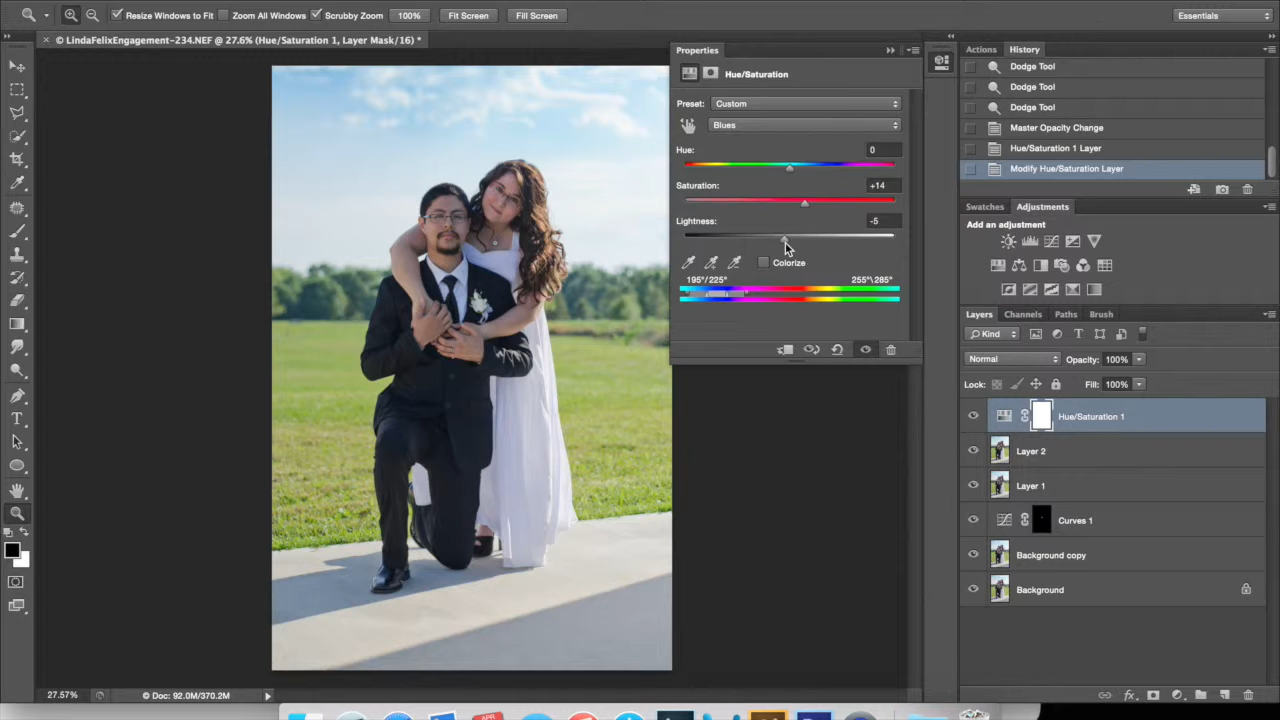 Resize Windows to Fit Zoom All Windows Scrubby Zoom 100% Fit Screen Fill Screen Essentials
× © LindaFelixEngagement-234.NEF @ 27.6% (Hue/Saturation 1, Layer Mask/16) *
Properties
Hue/Saturation
Preset: Custom
Blues
Hue: 0
Saturation: +14
Lightness: -5
Colorize
195°/225° 255°\285°
Actions History
Dodge Tool
Dodge Tool
Dodge Tool
Master Opacity Change
Hue/Saturation 1 Layer
Modify Hue/Saturation Layer
Swatches Adjustments
Add an adjustment
Layers Channels Paths Brush
Kind
Normal Opacity: 100%
Lock: Fill: 100%
Hue/Saturation 1
Layer 2
Layer 1
Curves 1
Background copy
Background
27.57% © Doc: 92.0M/370.2M
APR